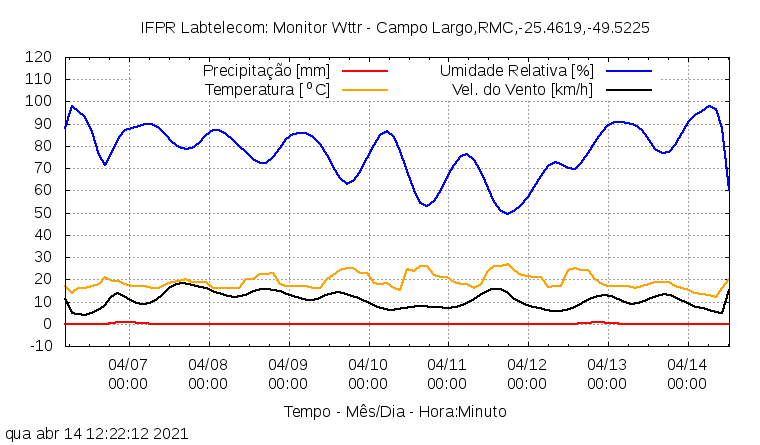 IFPR Labtelecom: Monitor Wttr - Campo Largo,RMC,-25.4619,-49.5225
120
110
100
90
80
70
60
50
40
30
20
10
0
-10
Precipitação [mm]
Temperatura [⁰C]
Umidade Relativa [%]
Vel. do Vento [km/h]
04/07 04/08 04/09 04/10 04/11 04/12 04/13 04/14
00:00 00:00 00:00 00:00 00:00 00:00 00:00 00:00
Tempo - Mês/Dia - Hora:Minuto
qua abr 14 12:22:12 2021